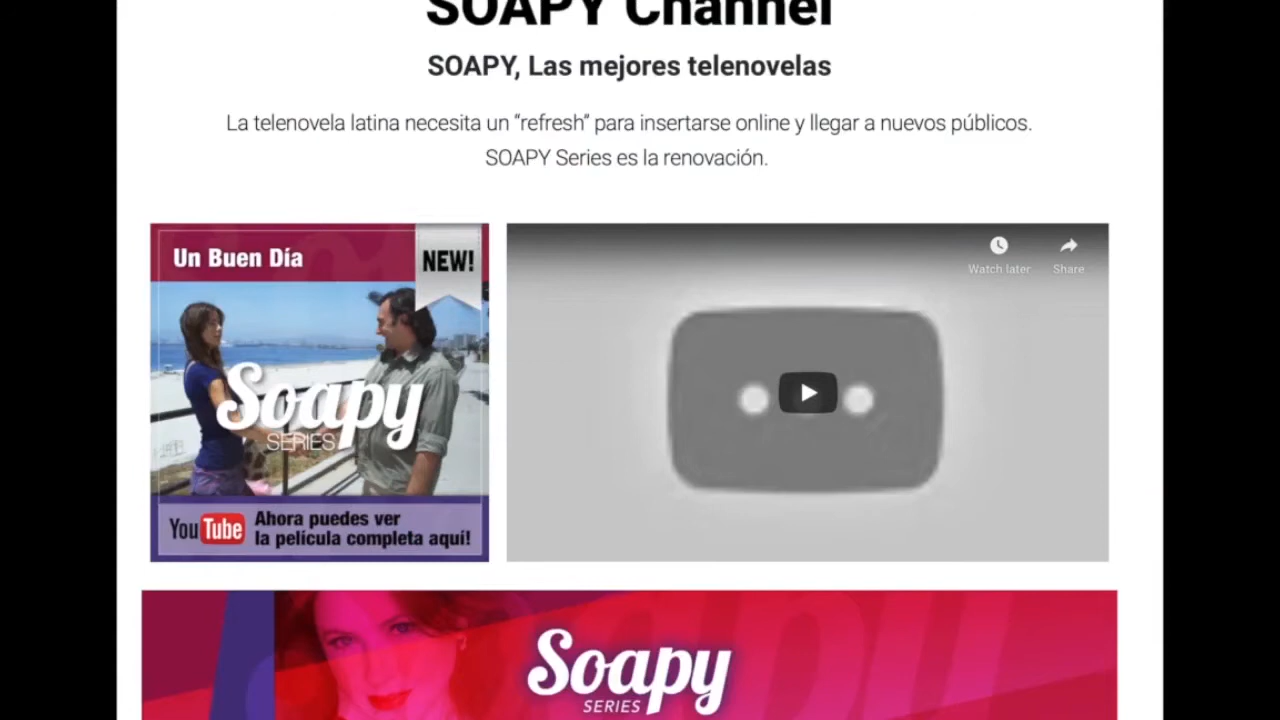 SOAPY Channel
SOAPY, Las mejores telenovelas
La telenovela latina necesita un “refresh” para insertarse online y llegar a nuevos públicos.
SOAPY Series es la renovación.
Un Buen Día
NEW!
Soapy
SERIES
YouTube
Ahora puedes ver
la película completa aquí!
Watch later
Share
Soapy
SERIES